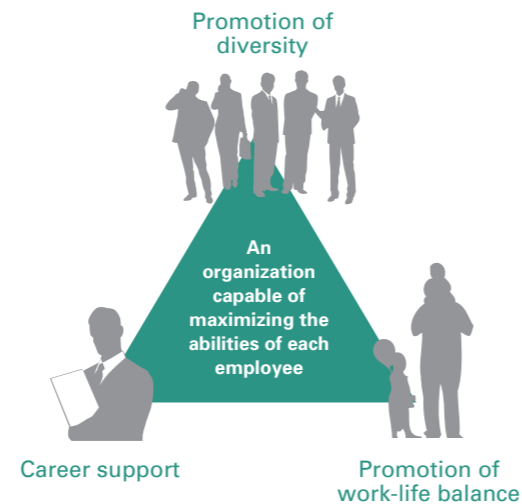 Promotion of
diversity
An
organization
capable of
maximizing the
abilities of each
employee
Career support
Promotion of
work-life balance